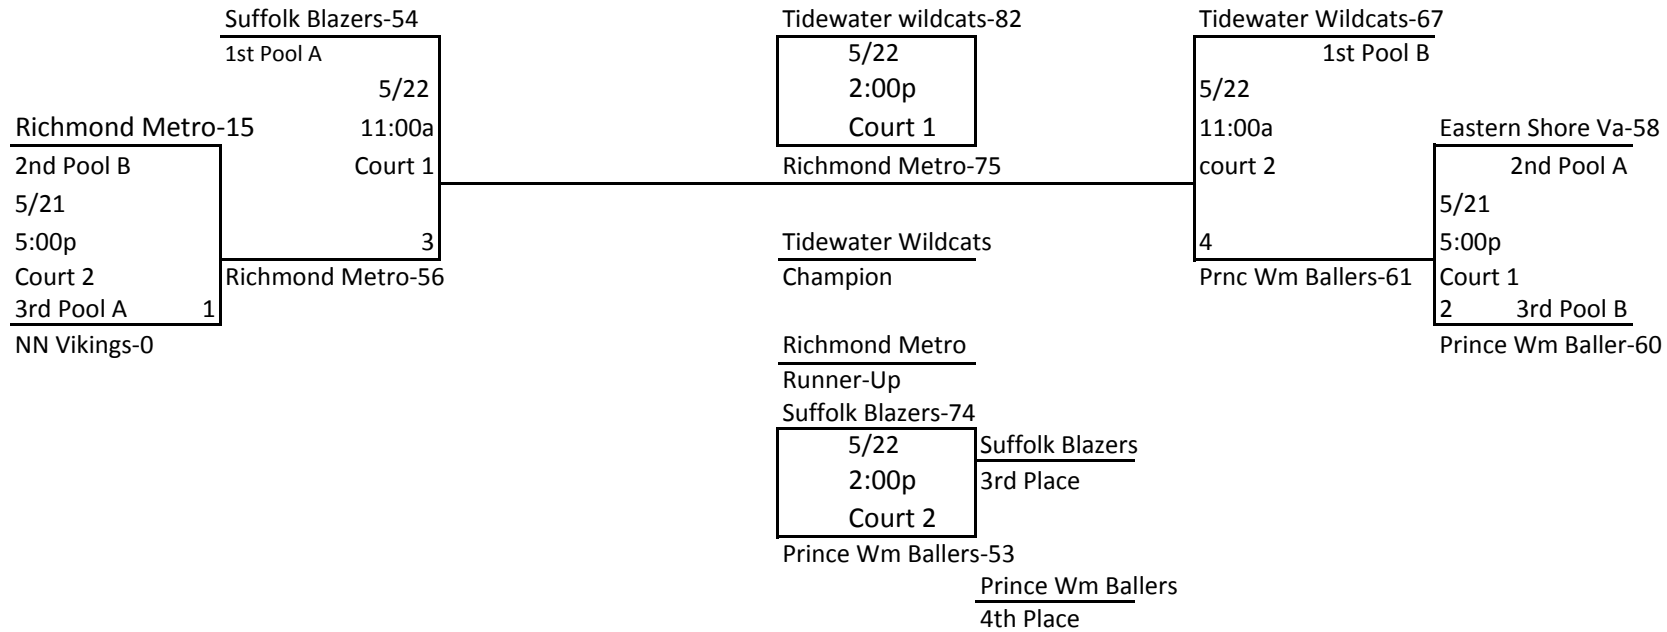 Suffolk Blazers-54
1st Pool A
5/22
11:00a
Court 1
3
Richmond Metro-15
2nd Pool B
5/21
5:00p
Court 2
3rd Pool A 1
NN Vikings-0
Richmond Metro-56
Tidewater wildcats-82
5/22
2:00p
Court 1
Richmond Metro-75
Tidewater Wildcats
Champion
Richmond Metro
Runner-Up
Suffolk Blazers-74
5/22
2:00p
Court 2
Prince Wm Ballers-53
Suffolk Blazers
3rd Place
Prince Wm Ballers
4th Place
Tidewater Wildcats-67
1st Pool B
5/22
11:00a
court 2
4
Prnc Wm Ballers-61
Eastern Shore Va-58
2nd Pool A
5/21
5:00p
Court 1
2 3rd Pool B
Prince Wm Baller-60